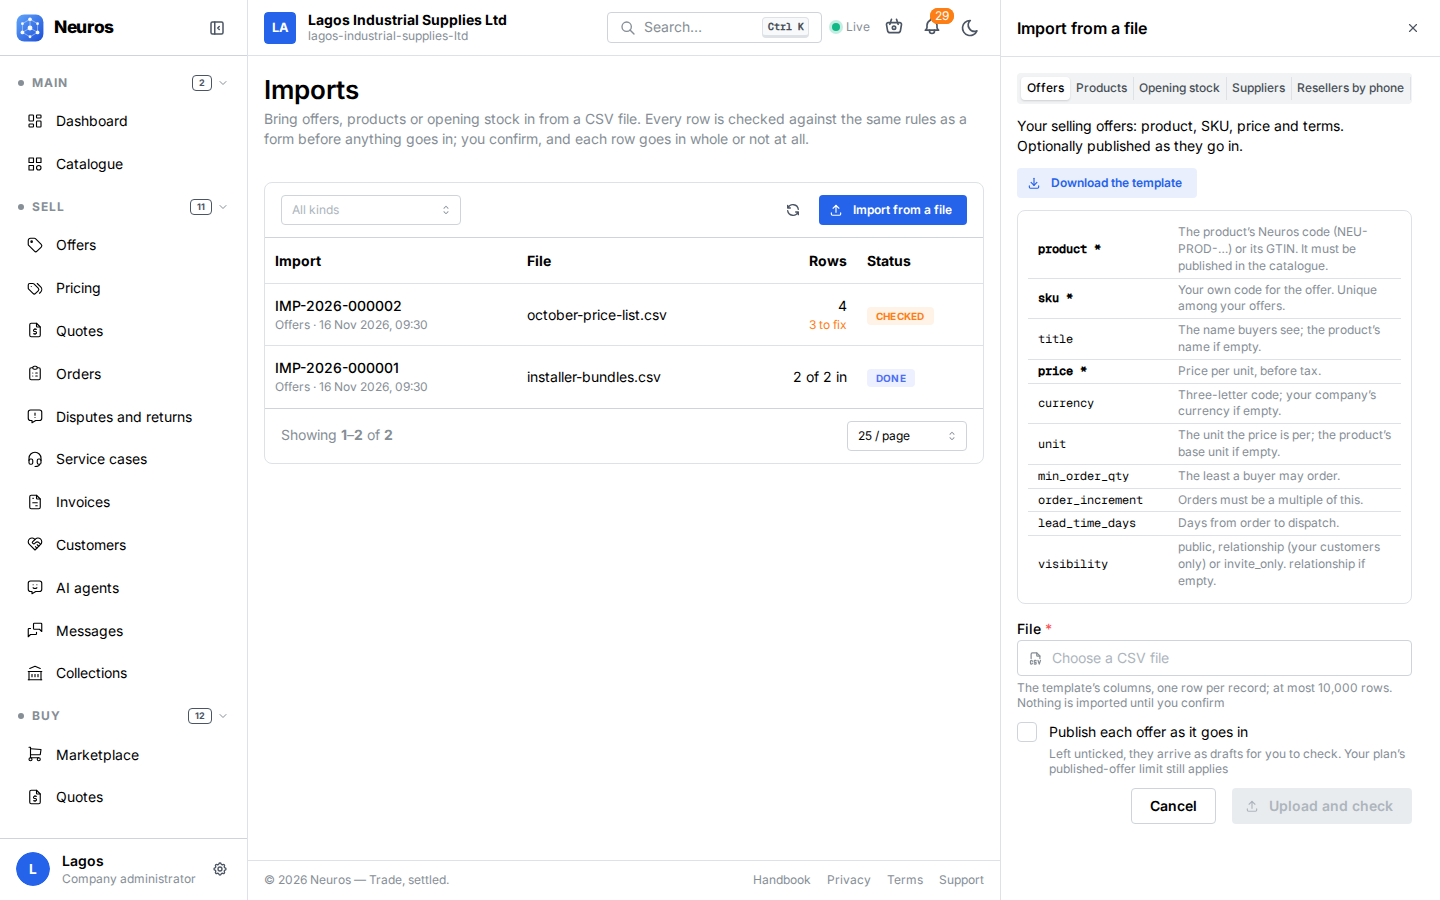 Neuros
MAIN
2
Dashboard
Catalogue
SELL
11
Offers
Pricing
Quotes
Orders
Disputes and returns
Service cases
Invoices
Customers
AI agents
Messages
Collections
BUY
12
Marketplace
Quotes
L
Lagos
Company administrator
LA
Lagos Industrial Supplies Ltd
lagos-industrial-supplies-ltd
Search...
Ctrl K
Live
29
Imports
Bring offers, products or opening stock in from a CSV file. Every row is checked against the same rules as a
form before anything goes in; you confirm, and each row goes in whole or not at all.
All kinds
Import from a file
Import File Rows Status
IMP-2026-000002 october-price-list.csv 4 CHECKED
Offers · 16 Nov 2026, 09:30 3 to fix
IMP-2026-000001 installer-bundles.csv 2 of 2 in DONE
Offers · 16 Nov 2026, 09:30
Showing 1–2 of 2
25 / page
© 2026 Neuros — Trade, settled.
Handbook Privacy Terms Support
Import from a file
Offers Products Opening stock Suppliers Resellers by phone
Your selling offers: product, SKU, price and terms.
Optionally published as they go in.
Download the template
product * The product's Neuros code (NEU-
PROD-...) or its GTIN. It must be
published in the catalogue.
sku * Your own code for the offer. Unique
among your offers.
title The name buyers see; the product's
name if empty.
price * Price per unit, before tax.
currency Three-letter code; your company's
currency if empty.
unit The unit the price is per; the product's
base unit if empty.
min_order_qty The least a buyer may order.
order_increment Orders must be a multiple of this.
lead_time_days Days from order to dispatch.
visibility public, relationship (your customers
only) or invite_only. relationship if
empty.
File *
CSV
Choose a CSV file
The template's columns, one row per record; at most 10,000 rows.
Nothing is imported until you confirm
Publish each offer as it goes in
Left unticked, they arrive as drafts for you to check. Your plan's
published-offer limit still applies
Cancel
Upload and check